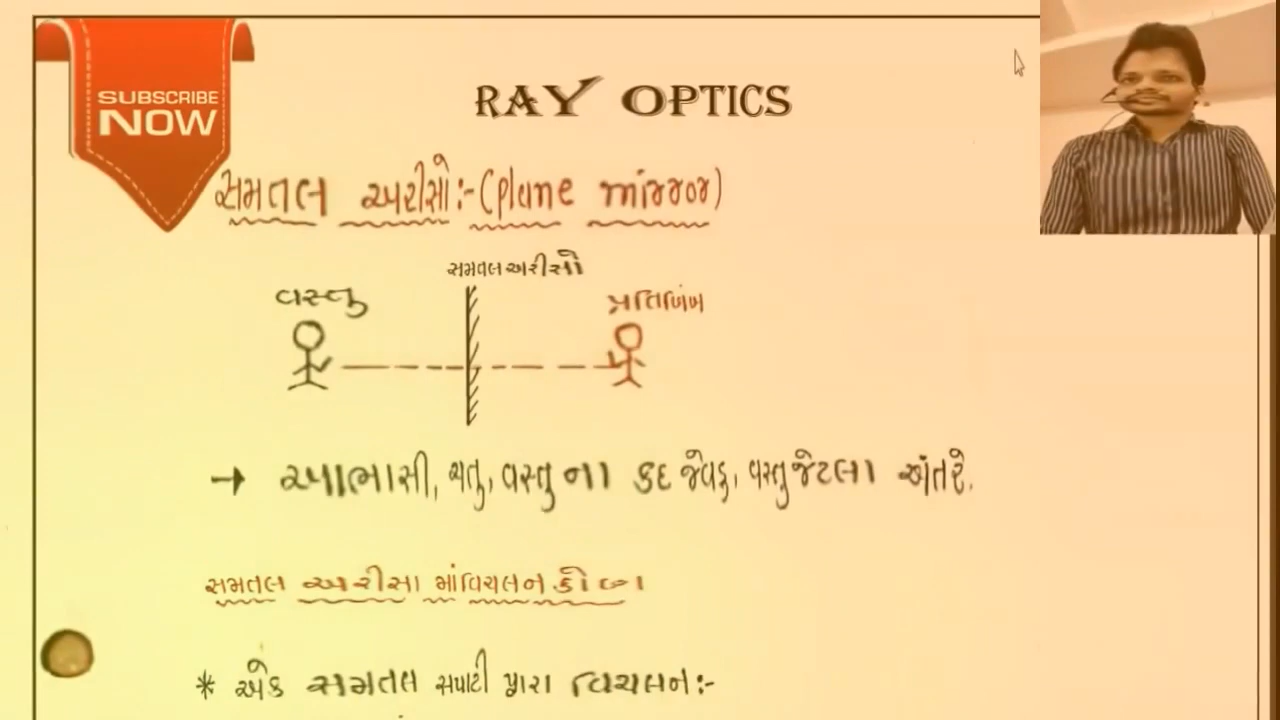 SUBSCRIBE
NOW
RAY OPTICS
સમતલ અરીસો:-(Plane mirror)
સમતલ અરીસો
વસ્તુ
પ્રતિબિંબ
→ આભાસી, ચતુ, વસ્તુ ના કદ જેવડુ, વસ્તુ જેટલા અંતરે.
સમતલ અરીસા માં વિચલન કોણ
* એક સમતલ સપાટી દ્વારા વિચલન:-